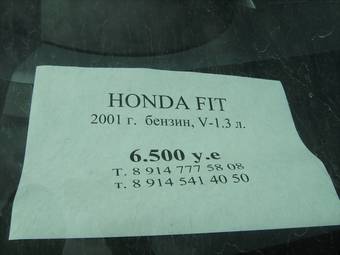 HONDA FIT
2001 г. бензин, V-1.3 л.
6.500 у.е
Т. 8 914 777 58 08
т. 8 914 541 40 50